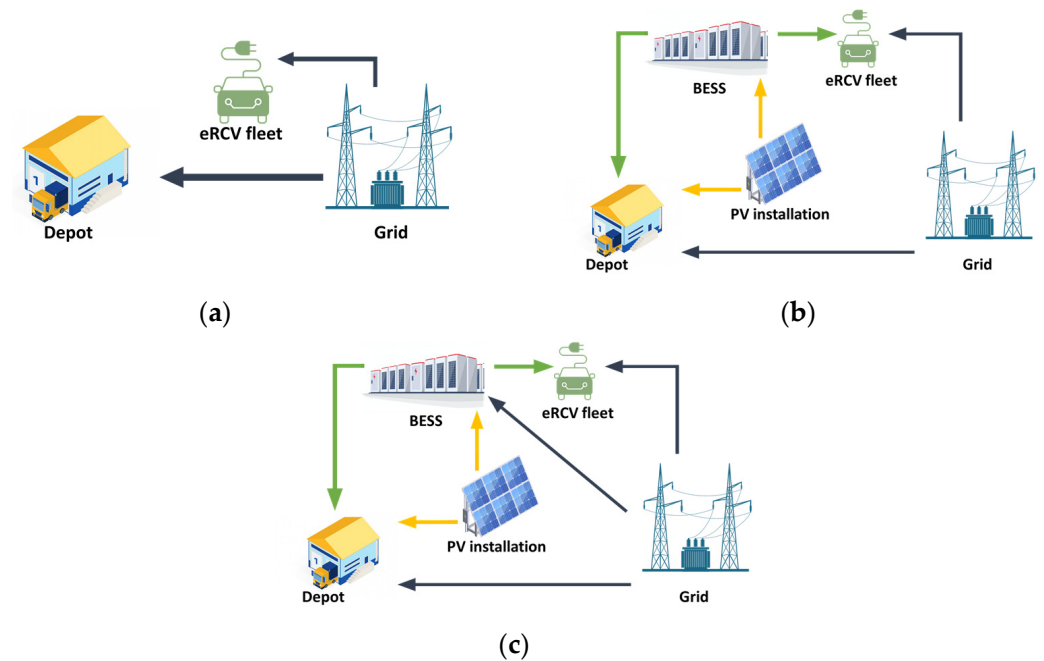 eRCV fleet
Depot
Grid
(a)
BESS
eRCV fleet
PV installation
Depot
Grid
(b)
BESS
eRCV fleet
PV installation
Depot
Grid
(c)